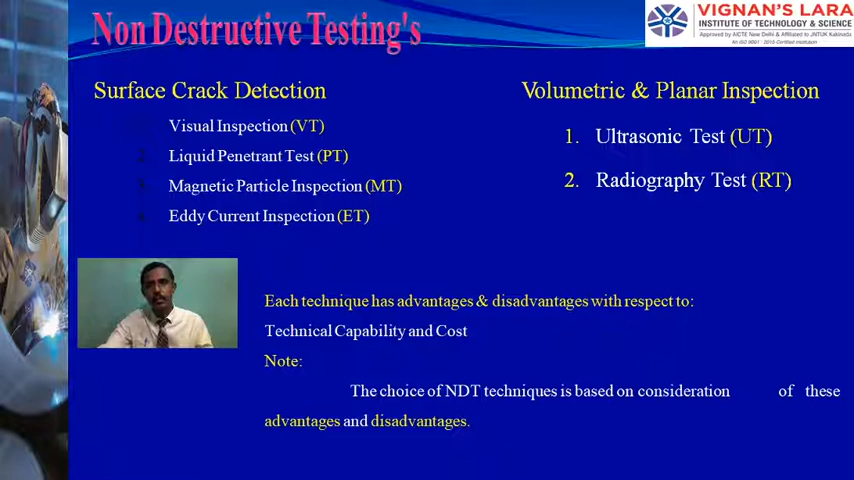 Non Destructive Testing's
VIGNAN'S LARA
INSTITUTE OF TECHNOLOGY & SCIENCE
Approved by AICTE New Delhi & Affiliated to JNTUK Kakinada
An ISO 9001 : 2015 Certified Institution
Surface Crack Detection
Visual Inspection (VT)
2. Liquid Penetrant Test (PT)
3. Magnetic Particle Inspection (MT)
4. Eddy Current Inspection (ET)
Volumetric & Planar Inspection
1. Ultrasonic Test (UT)
2. Radiography Test (RT)
Each technique has advantages & disadvantages with respect to:
Technical Capability and Cost
Note:
The choice of NDT techniques is based on consideration of these
advantages and disadvantages.